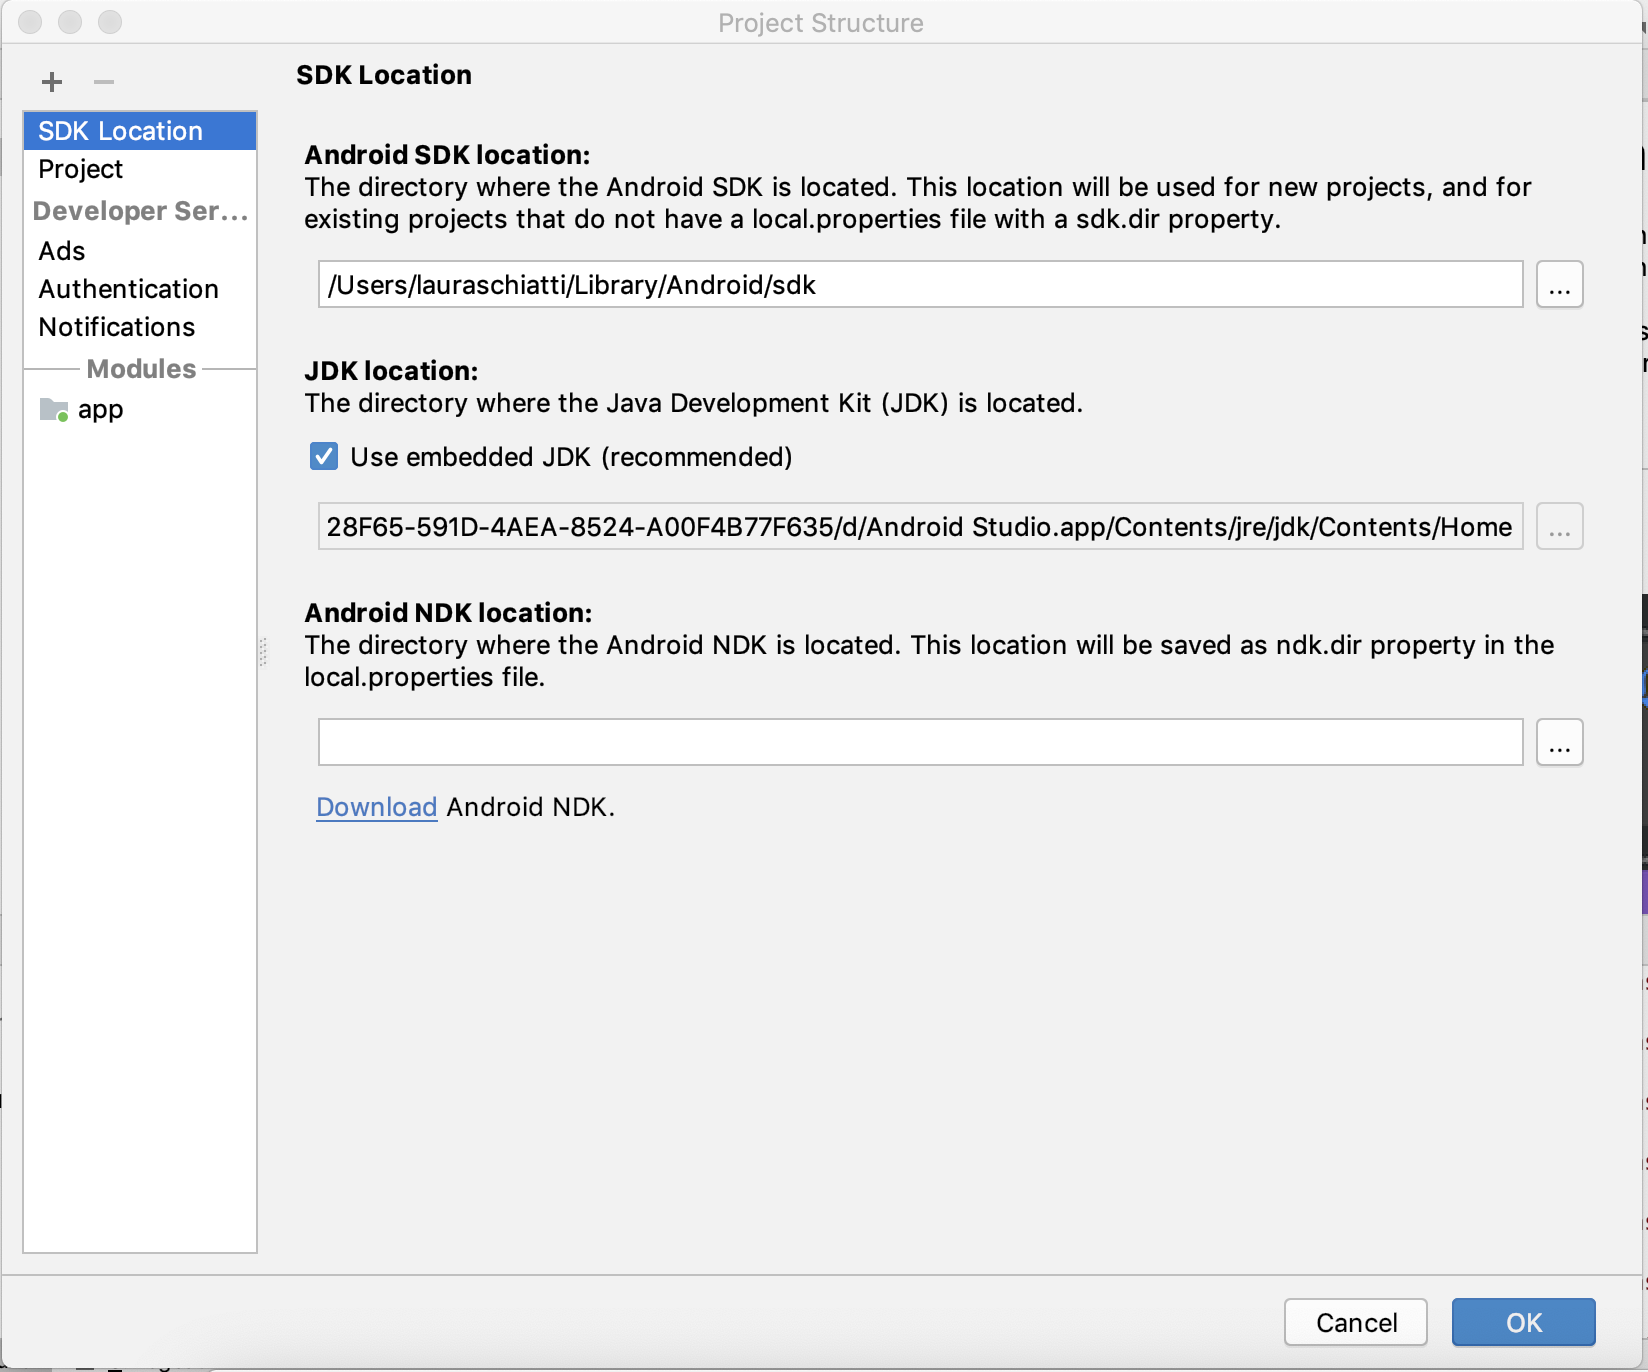 Project Structure
SDK Location
SDK Location
Project
Developer Ser...
Ads
Authentication
Notifications
Modules
app
Android SDK location:
The directory where the Android SDK is located. This location will be used for new projects, and for
existing projects that do not have a local.properties file with a sdk.dir property.
/Users/lauraschiatti/Library/Android/sdk
...
JDK location:
The directory where the Java Development Kit (JDK) is located.
Use embedded JDK (recommended)
28F65-591D-4AEA-8524-A00F4B77F635/d/Android Studio.app/Contents/jre/jdk/Contents/Home
...
Android NDK location:
The directory where the Android NDK is located. This location will be saved as ndk.dir property in the
local.properties file.
...
Download Android NDK.
Cancel
OK